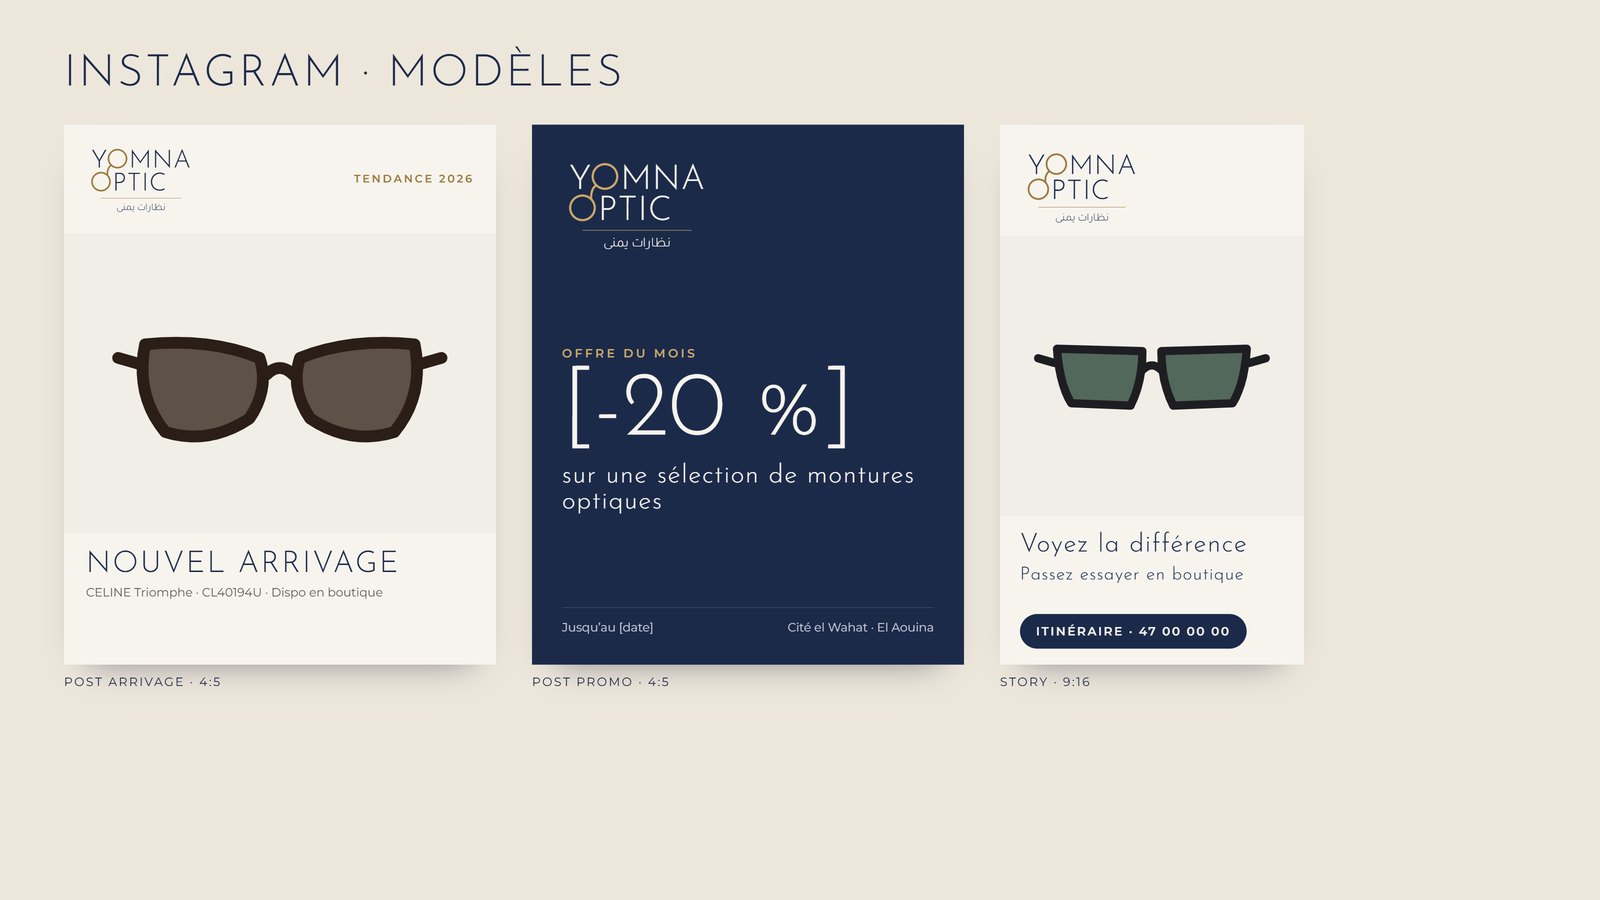 INSTAGRAM · MODÈLES
YOMNA
OPTIC
نظارات يمنى
TENDANCE 2026
NOUVEL ARRIVAGE
CELINE Triomphe · CL40194U · Dispo en boutique
POST ARRIVAGE · 4:5
YOMNA
OPTIC
نظارات يمنى
OFFRE DU MOIS
[-20 %]
sur une sélection de montures
optiques
Jusqu'au [date]
Cité el Wahat · El Aouina
POST PROMO · 4:5
YOMNA
OPTIC
نظارات يمنى
Voyez la différence
Passez essayer en boutique
ITINÉRAIRE · 47 00 00 00
STORY · 9:16